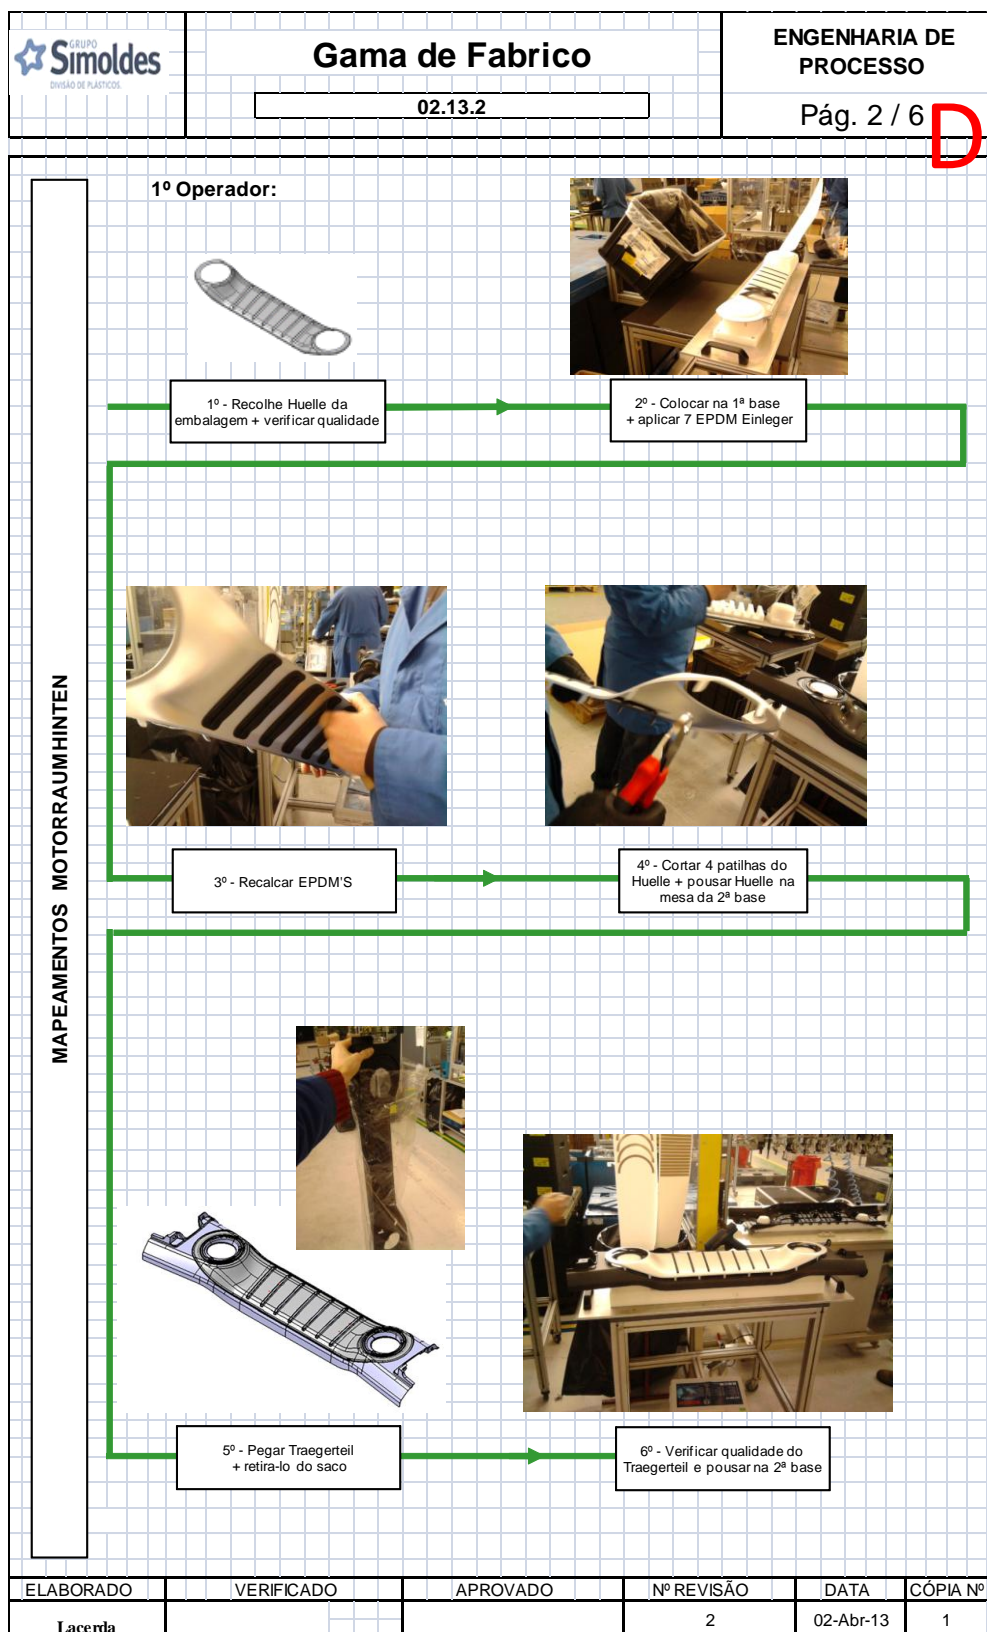 GRUPO
Simoldes
DIVISÃO DE PLÁSTICOS.
Gama de Fabrico
02.13.2
ENGENHARIA DE
PROCESSO
Pág. 2 / 6
D
MAPEAMENTOS MOTORRAUMHINTEN
1º Operador:
1º - Recolhe Huelle da
embalagem + verificar qualidade
2º - Colocar na 1ª base
+ aplicar 7 EPDM Einleger
3º - Recalcar EPDM'S
4º - Cortar 4 patilhas do
Huelle + pousar Huelle na
mesa da 2ª base
5º - Pegar Traegerteil
+ retira-lo do saco
6º - Verificar qualidade do
Traegerteil e pousar na 2ª base
ELABORADO VERIFICADO APROVADO Nº REVISÃO DATA CÓPIA Nº
Lacerda 2 02-Abr-13 1